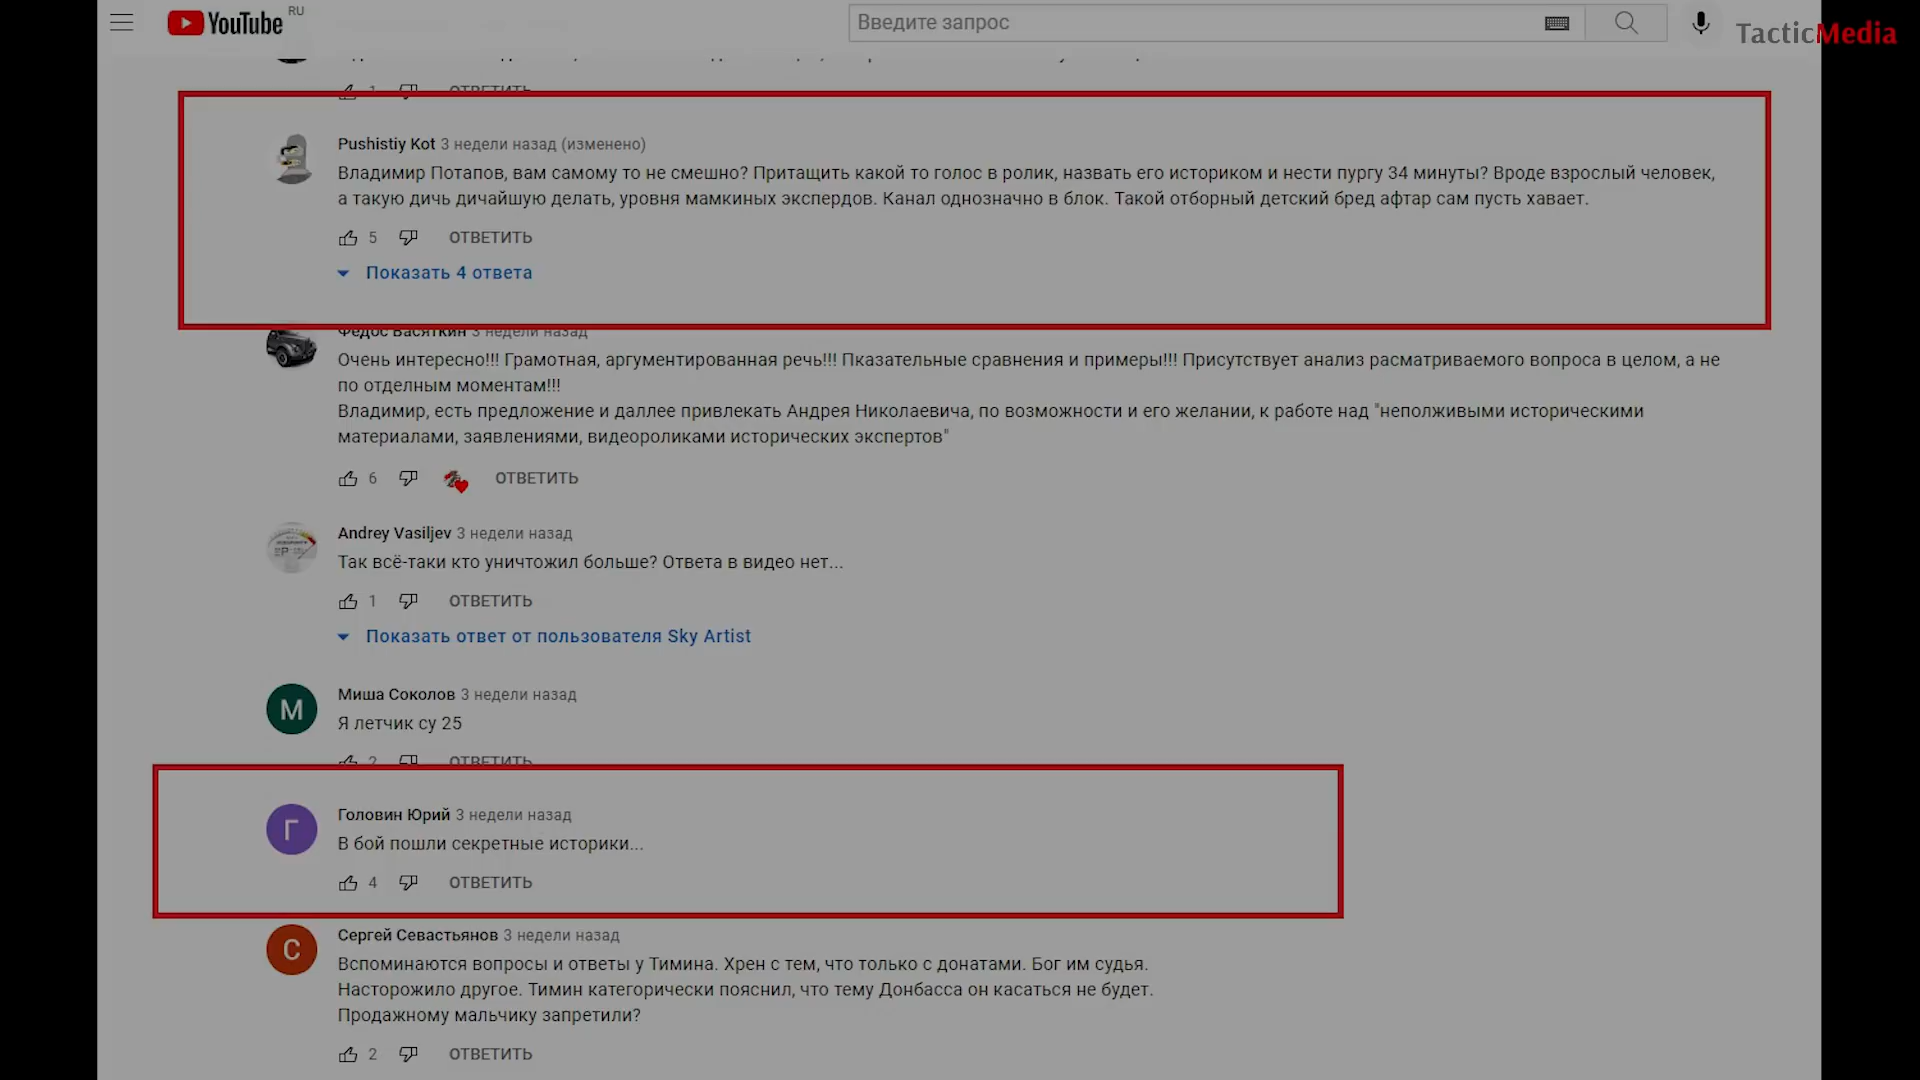 YouTube RU
Введите запрос
TacticMedia
1 ОТВЕТИТЬ
Pushistiy Kot 3 недели назад (изменено)
Владимир Потапов, вам самому то не смешно? Притащить какой то голос в ролик, назвать его историком и нести пургу 34 минуты? Вроде взрослый человек,
а такую дичь дичайшую делать, уровня мамкиных экспердов. Канал однозначно в блок. Такой отборный детский бред афтар сам пусть хавает.
5 ОТВЕТИТЬ
Показать 4 ответа
Федос Васяткин 3 недели назад
Очень интересно!!! Грамотная, аргументированная речь!!! Пказательные сравнения и примеры!!! Присутствует анализ расматриваемого вопроса в целом, а не
по отделным моментам!!!
Владимир, есть предложение и даллее привлекать Андрея Николаевича, по возможности и его желании, к работе над "неполживыми историческими
материалами, заявлениями, видеороликами исторических экспертов"
6 ОТВЕТИТЬ
Andrey Vasiljev 3 недели назад
Так всё-таки кто уничтожил больше? Ответа в видео нет...
1 ОТВЕТИТЬ
Показать ответ от пользователя Sky Artist
М
Миша Соколов 3 недели назад
Я летчик су 25
2 ОТВЕТИТЬ
Г
Головин Юрий 3 недели назад
В бой пошли секретные историки...
4 ОТВЕТИТЬ
С
Сергей Севастьянов 3 недели назад
Вспоминаются вопросы и ответы у Тимина. Хрен с тем, что только с донатами. Бог им судья.
Насторожило другое. Тимин категорически пояснил, что тему Донбасса он касаться не будет.
Продажному мальчику запретили?
2 ОТВЕТИТЬ